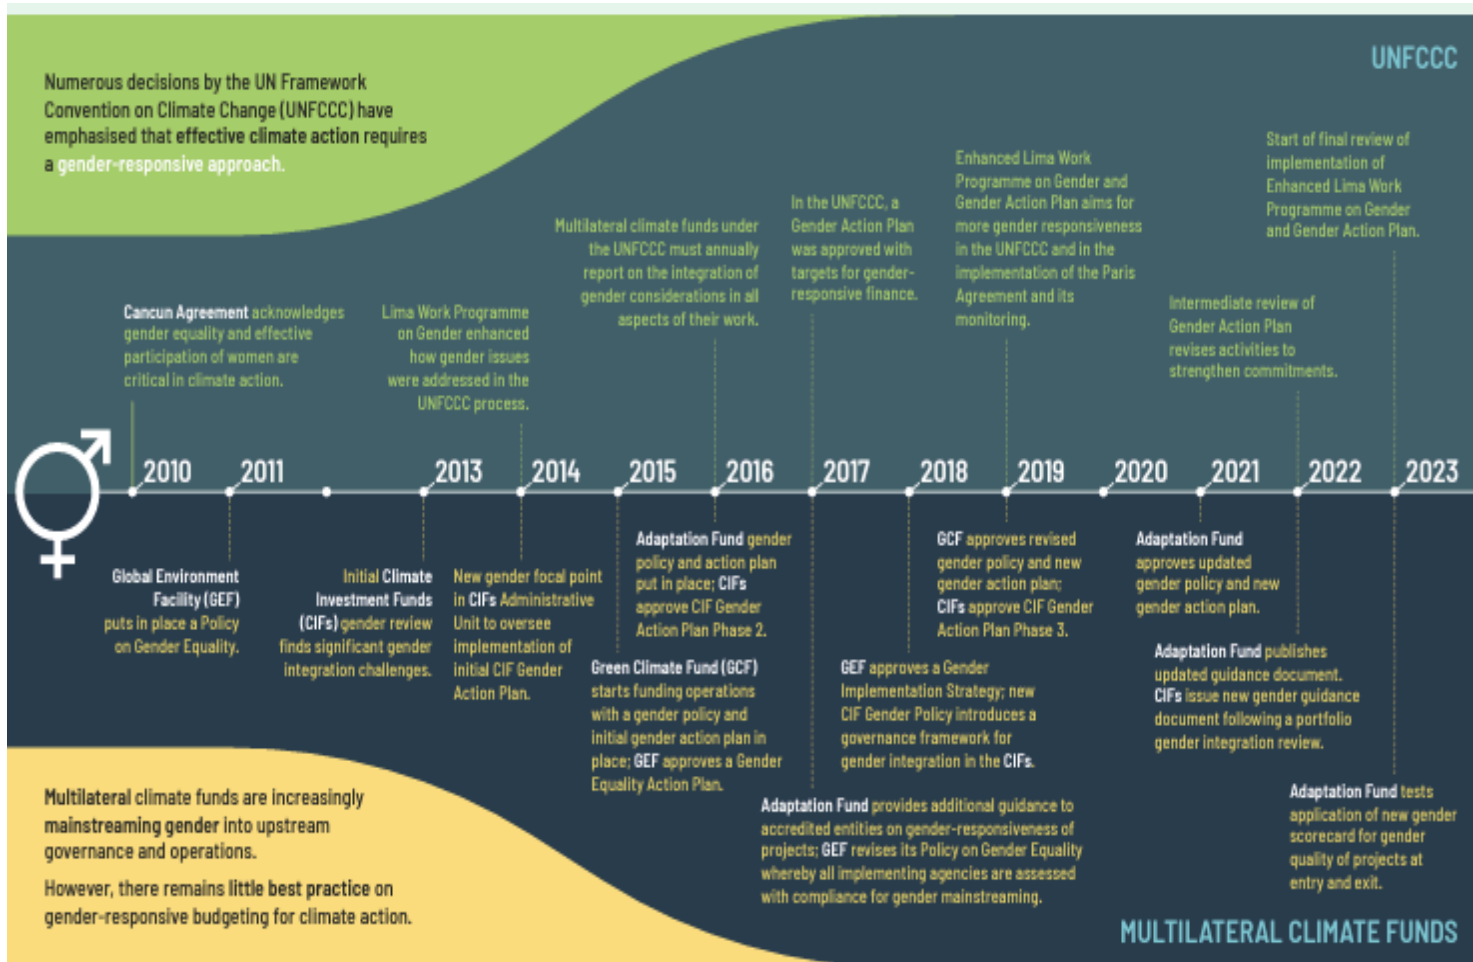 UNFCCC
Numerous decisions by the UN Framework
Convention on Climate Change (UNFCCC) have
emphasised that effective climate action requires
a gender-responsive approach.
Cancun Agreement acknowledges
gender equality and effective
participation of women are
critical in climate action.
Lima Work Programme
on Gender enhanced
how gender issues
were addressed in the
UNFCCC process.
Multilateral climate funds under
the UNFCCC must annually
report on the integration of
gender considerations in all
aspects of their work.
In the UNFCCC, a
Gender Action Plan
was approved with
targets for gender-
responsive finance.
Enhanced Lima Work
Programme on Gender and
Gender Action Plan aims for
more gender responsiveness
in the UNFCCC and in the
implementation of the Paris
Agreement and its
monitoring.
Intermediate review of
Gender Action Plan
revises activities to
strengthen commitments.
Start of final review of
implementation of
Enhanced Lima Work
Programme on Gender
and Gender Action Plan.
2010 2011 2013 2014 2015 2016 2017 2018 2019 2020 2021 2022 2023
Global Environment
Facility (GEF)
puts in place a Policy
on Gender Equality.
Initial Climate
Investment Funds
(CIFs) gender review
finds significant gender
integration challenges.
New gender focal point
in CIFs Administrative
Unit to oversee
implementation of
initial CIF Gender
Action Plan.
Green Climate Fund (GCF)
starts funding operations
with a gender policy and
initial gender action plan in
place; GEF approves a Gender
Equality Action Plan.
Adaptation Fund gender
policy and action plan
put in place; CIFs
approve CIF Gender
Action Plan Phase 2.
Adaptation Fund provides additional guidance to
accredited entities on gender-responsiveness of
projects; GEF revises its Policy on Gender Equality
whereby all implementing agencies are assessed
with compliance for gender mainstreaming.
GEF approves a Gender
Implementation Strategy; new
CIF Gender Policy introduces a
governance framework for
gender integration in the CIFs.
GCF approves revised
gender policy and new
gender action plan;
CIFs approve CIF Gender
Action Plan Phase 3.
Adaptation Fund
approves updated
gender policy and new
gender action plan.
Adaptation Fund publishes
updated guidance document.
CIFs issue new gender guidance
document following a portfolio
gender integration review.
Adaptation Fund tests
application of new gender
scorecard for gender
quality of projects at
entry and exit.
Multilateral climate funds are increasingly
mainstreaming gender into upstream
governance and operations.
However, there remains little best practice on
gender-responsive budgeting for climate action.
MULTILATERAL CLIMATE FUNDS